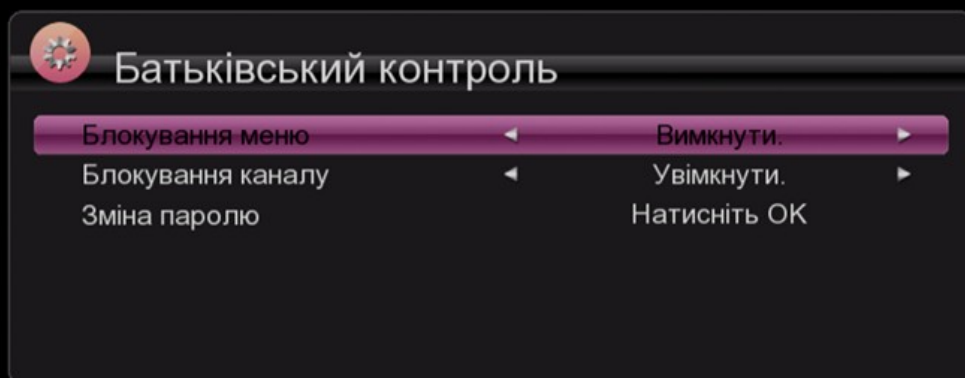 Батьківський контроль
Блокування меню Вимкнути.
Блокування каналу Увімкнути.
Зміна паролю Натисніть OK